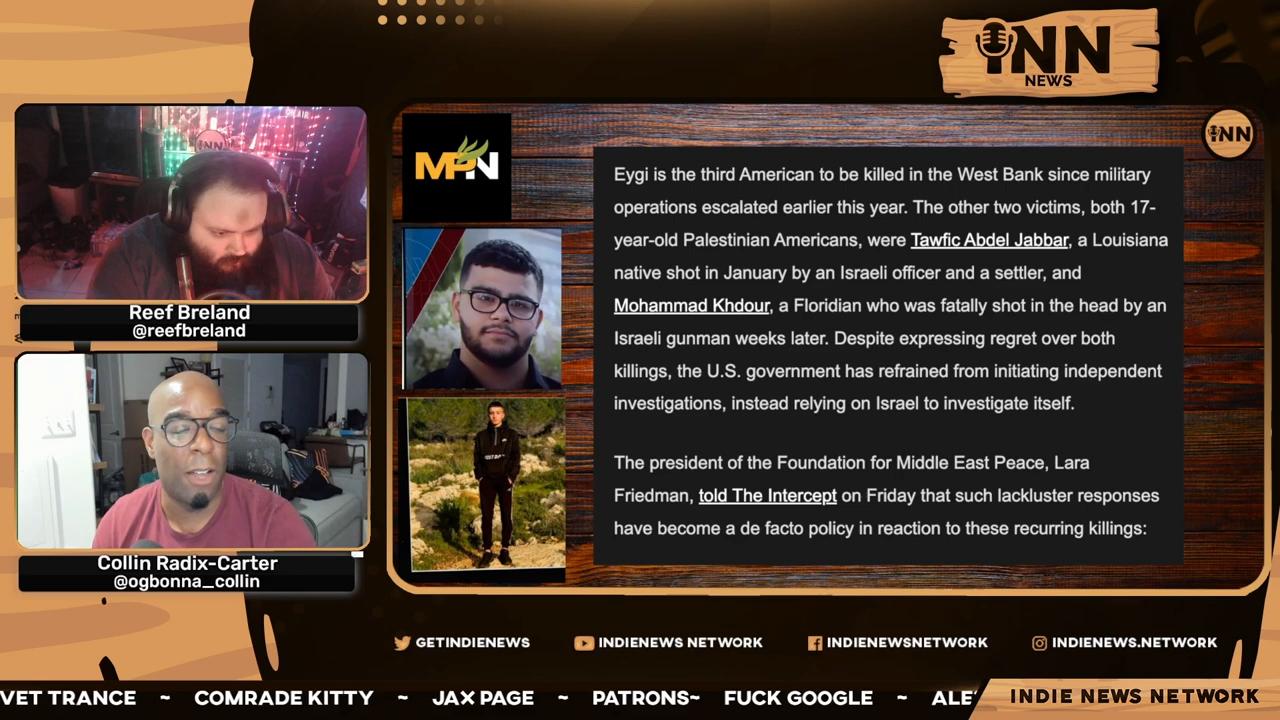 INN
NEWS
INN
INN
MPN
Reef Breland
@reefbreland
Collin Radix-Carter
@ogbonna_collin
Eygi is the third American to be killed in the West Bank since military
operations escalated earlier this year. The other two victims, both 17-
year-old Palestinian Americans, were Tawfic Abdel Jabbar, a Louisiana
native shot in January by an Israeli officer and a settler, and
Mohammad Khdour, a Floridian who was fatally shot in the head by an
Israeli gunman weeks later. Despite expressing regret over both
killings, the U.S. government has refrained from initiating independent
investigations, instead relying on Israel to investigate itself.
The president of the Foundation for Middle East Peace, Lara
Friedman, told The Intercept on Friday that such lackluster responses
have become a de facto policy in reaction to these recurring killings:
GETINDIENEWS INDIENEWS NETWORK INDIENEWSNETWORK INDIENEWS.NETWORK
VET TRANCE ~ COMRADE KITTY ~ JAX PAGE ~ PATRONS~ FUCK GOOGLE ~ ALE
INDIE NEWS NETWORK